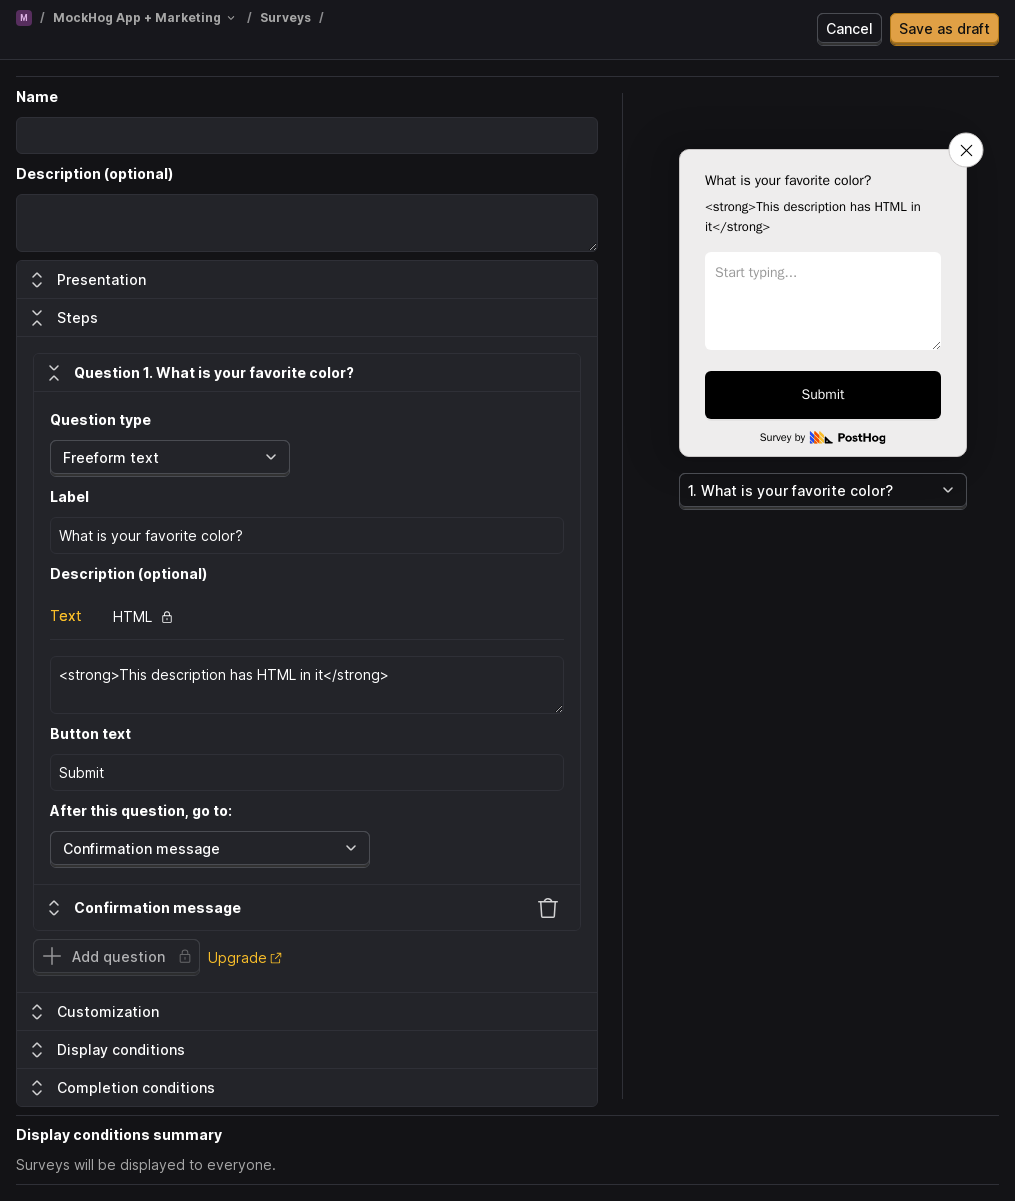 M / MockHog App + Marketing / Surveys /
Cancel
Save as draft
Name
Description (optional)
Presentation
Steps
Question 1. What is your favorite color?
Question type
Freeform text
Label
What is your favorite color?
Description (optional)
Text
HTML
<strong>This description has HTML in it</strong>
Button text
Submit
After this question, go to:
Confirmation message
Confirmation message
Add question
Upgrade
Customization
Display conditions
Completion conditions
What is your favorite color?
<strong>This description has HTML in
it</strong>
Start typing...
Submit
Survey by PostHog
1. What is your favorite color?
Display conditions summary
Surveys will be displayed to everyone.